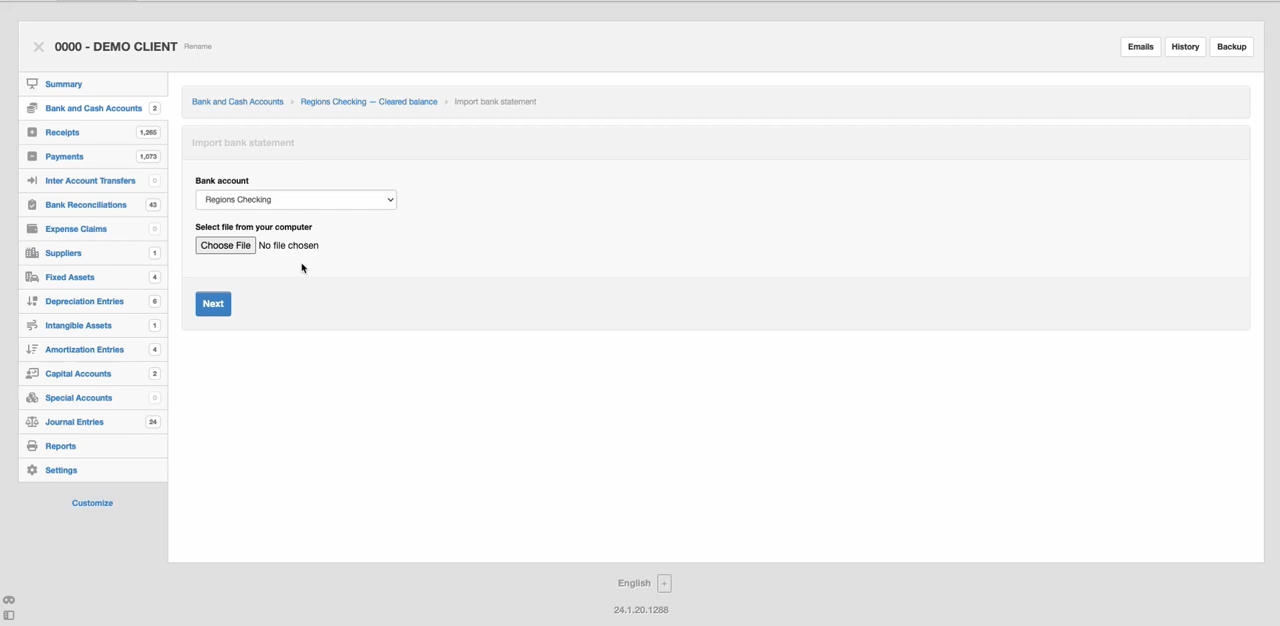 0000 - DEMO CLIENT Rename
Emails History Backup
Summary
Bank and Cash Accounts 2
Receipts 1,265
Payments 1,073
Inter Account Transfers 0
Bank Reconciliations 43
Expense Claims 0
Suppliers 1
Fixed Assets 4
Depreciation Entries 6
Intangible Assets 1
Amortization Entries 4
Capital Accounts 2
Special Accounts 0
Journal Entries 24
Reports
Settings
Customize
Bank and Cash Accounts › Regions Checking — Cleared balance › Import bank statement
Import bank statement
Bank account
Regions Checking
Select file from your computer
Choose File No file chosen
Next
English +
24.1.20.1288